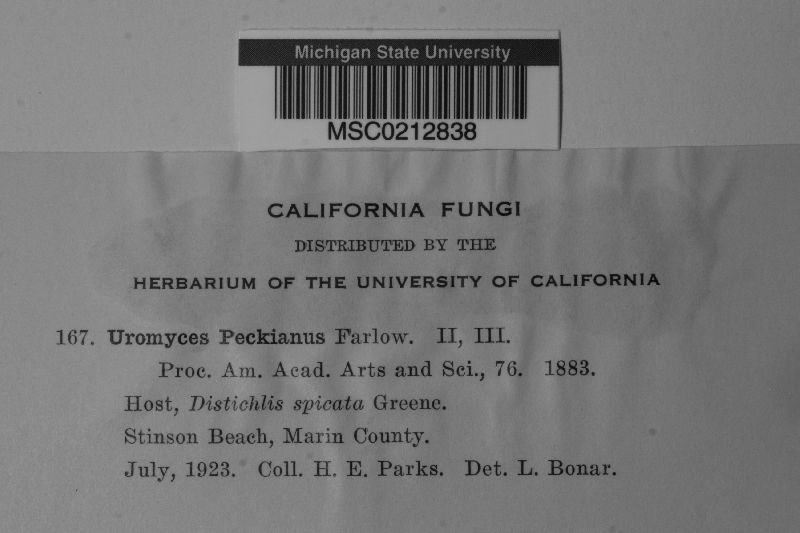 Michigan State University
MSC0212838
CALIFORNIA FUNGI
DISTRIBUTED BY THE
HERBARIUM OF THE UNIVERSITY OF CALIFORNIA
167. Uromyces Peckianus Farlow. II, III.
Proc. Am. Acad. Arts and Sci., 76. 1883.
Host, Distichlis spicata Greene.
Stinson Beach, Marin County.
July, 1923. Coll. H. E. Parks. Det. L. Bonar.